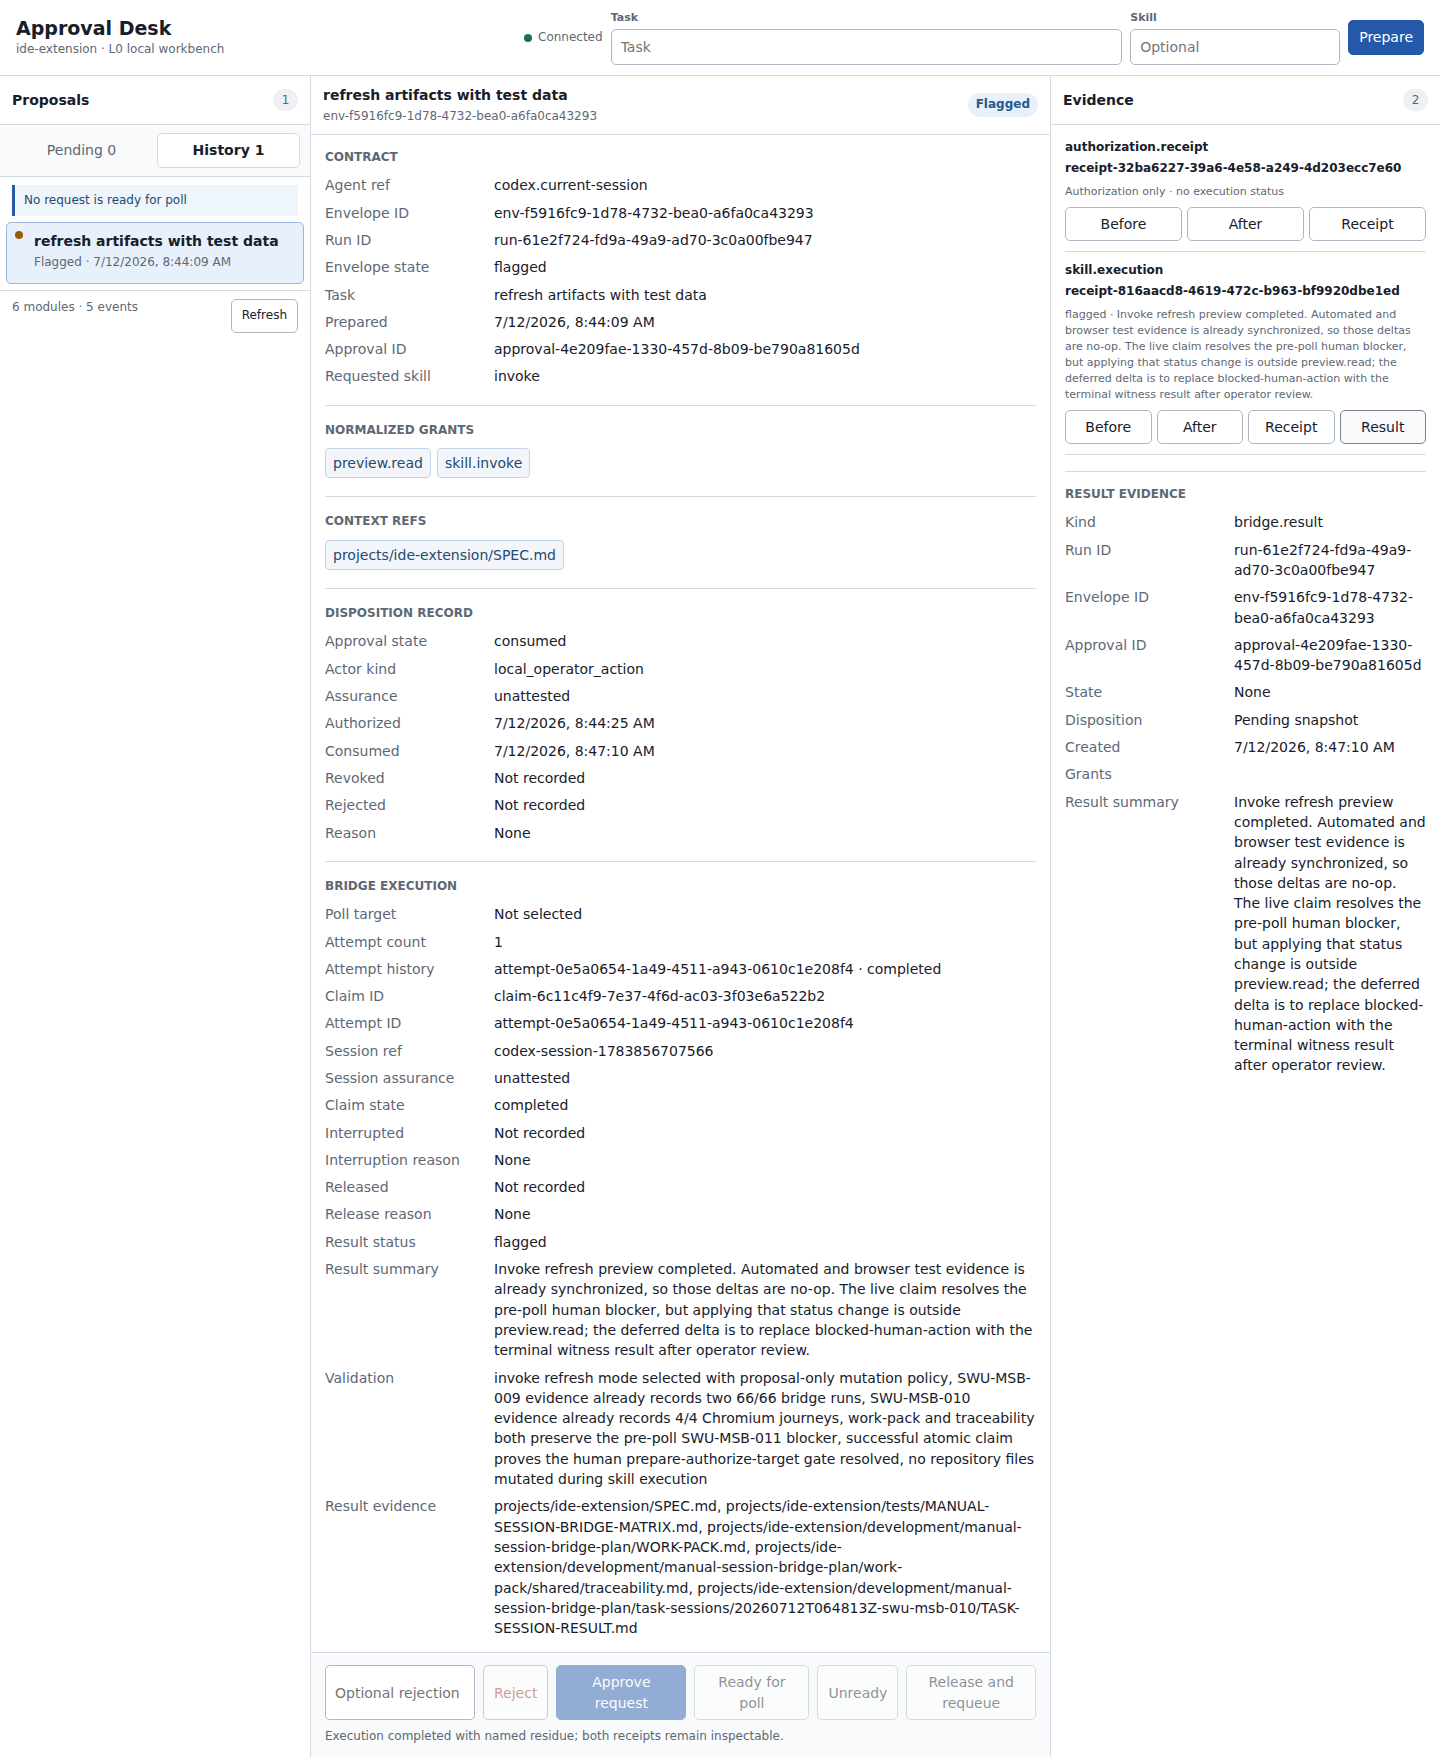 Approval Desk
ide-extension · L0 local workbench
Connected
Task
Task
Skill
Optional
Prepare
Proposals
1
Pending 0
History 1
No request is ready for poll
refresh artifacts with test data
Flagged · 7/12/2026, 8:44:09 AM
6 modules · 5 events
Refresh
refresh artifacts with test data
env-f5916fc9-1d78-4732-bea0-a6fa0ca43293
Flagged
CONTRACT
Agent ref codex.current-session
Envelope ID env-f5916fc9-1d78-4732-bea0-a6fa0ca43293
Run ID run-61e2f724-fd9a-49a9-ad70-3c0a00fbe947
Envelope state flagged
Task refresh artifacts with test data
Prepared 7/12/2026, 8:44:09 AM
Approval ID approval-4e209fae-1330-457d-8b09-be790a81605d
Requested skill invoke
NORMALIZED GRANTS
preview.read skill.invoke
CONTEXT REFS
projects/ide-extension/SPEC.md
DISPOSITION RECORD
Approval state consumed
Actor kind local_operator_action
Assurance unattested
Authorized 7/12/2026, 8:44:25 AM
Consumed 7/12/2026, 8:47:10 AM
Revoked Not recorded
Rejected Not recorded
Reason None
BRIDGE EXECUTION
Poll target Not selected
Attempt count 1
Attempt history attempt-0e5a0654-1a49-4511-a943-0610c1e208f4 · completed
Claim ID claim-6c11c4f9-7e37-4f6d-ac03-3f03e6a522b2
Attempt ID attempt-0e5a0654-1a49-4511-a943-0610c1e208f4
Session ref codex-session-1783856707566
Session assurance unattested
Claim state completed
Interrupted Not recorded
Interruption reason None
Released Not recorded
Release reason None
Result status flagged
Result summary Invoke refresh preview completed. Automated and browser test evidence is
already synchronized, so those deltas are no-op. The live claim resolves the
pre-poll human blocker, but applying that status change is outside
preview.read; the deferred delta is to replace blocked-human-action with the
terminal witness result after operator review.
Validation invoke refresh mode selected with proposal-only mutation policy, SWU-MSB-
009 evidence already records two 66/66 bridge runs, SWU-MSB-010
evidence already records 4/4 Chromium journeys, work-pack and traceability
both preserve the pre-poll SWU-MSB-011 blocker, successful atomic claim
proves the human prepare-authorize-target gate resolved, no repository files
mutated during skill execution
Result evidence projects/ide-extension/SPEC.md, projects/ide-extension/tests/MANUAL-
SESSION-BRIDGE-MATRIX.md, projects/ide-extension/development/manual-
session-bridge-plan/WORK-PACK.md, projects/ide-
extension/development/manual-session-bridge-plan/work-
pack/shared/traceability.md, projects/ide-extension/development/manual-
session-bridge-plan/task-sessions/20260712T064813Z-swu-msb-010/TASK-
SESSION-RESULT.md
Optional rejection
Reject
Approve
request
Ready for
poll
Unready
Release and
requeue
Execution completed with named residue; both receipts remain inspectable.
Evidence
2
authorization.receipt
receipt-32ba6227-39a6-4e58-a249-4d203ecc7e60
Authorization only · no execution status
Before After Receipt
skill.execution
receipt-816aacd8-4619-472c-b963-bf9920dbe1ed
flagged · Invoke refresh preview completed. Automated and
browser test evidence is already synchronized, so those deltas
are no-op. The live claim resolves the pre-poll human blocker,
but applying that status change is outside preview.read; the
deferred delta is to replace blocked-human-action with the
terminal witness result after operator review.
Before After Receipt Result
RESULT EVIDENCE
Kind bridge.result
Run ID run-61e2f724-fd9a-49a9-
ad70-3c0a00fbe947
Envelope ID env-f5916fc9-1d78-4732-
bea0-a6fa0ca43293
Approval ID approval-4e209fae-1330-
457d-8b09-be790a81605d
State None
Disposition Pending snapshot
Created 7/12/2026, 8:47:10 AM
Grants
Result summary Invoke refresh preview
completed. Automated and
browser test evidence is
already synchronized, so
those deltas are no-op.
The live claim resolves the
pre-poll human blocker,
but applying that status
change is outside
preview.read; the deferred
delta is to replace blocked-
human-action with the
terminal witness result
after operator review.